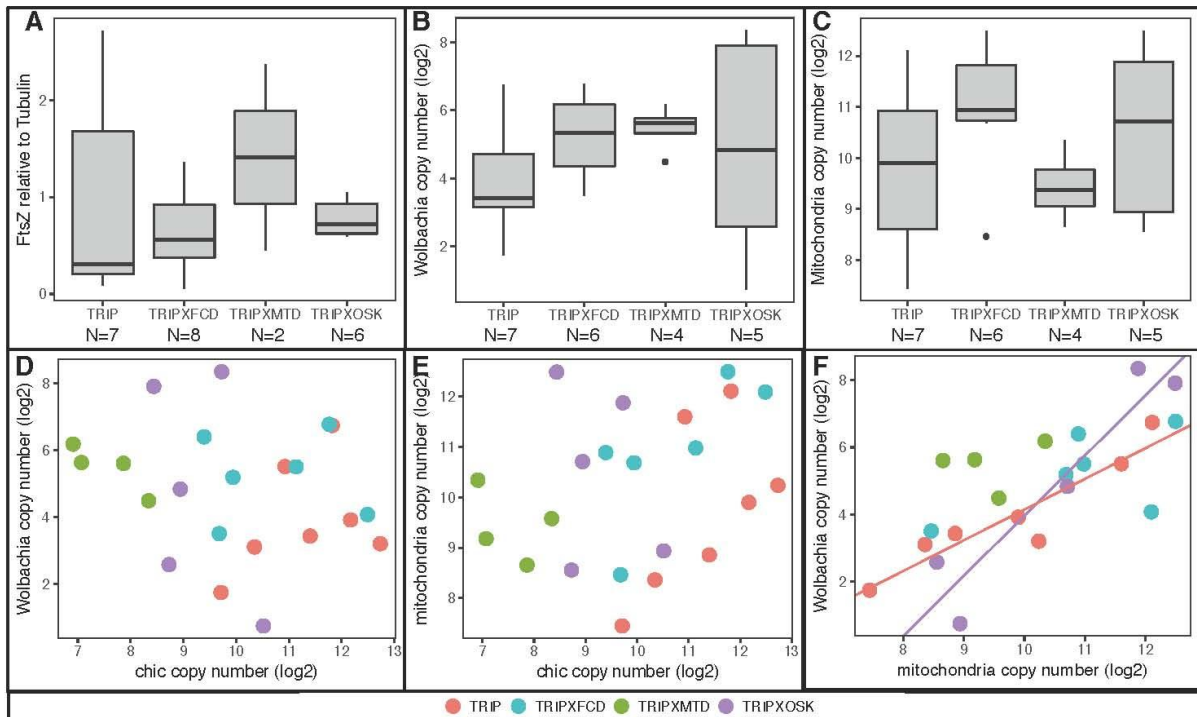 A
FtsZ relative to Tubulin
2
1
0
TRIP TRIPXFCD TRIPXMTD TRIPXOSK
N=7 N=8 N=2 N=6
B
Wolbachia copy number (log2)
8
6
4
2
TRIP TRIPXFCD TRIPXMTD TRIPXOSK
N=7 N=6 N=4 N=5
C
Mitochondria copy number (log2)
12
11
10
9
8
TRIP TRIPXFCD TRIPXMTD TRIPXOSK
N=7 N=6 N=4 N=5
D
Wolbachia copy number (log2)
8
6
4
2
7 8 9 10 11 12 13
chic copy number (log2)
E
mitochondria copy number (log2)
12
11
10
9
8
7 8 9 10 11 12 13
chic copy number (log2)
F
Wolbachia copy number (log2)
8
6
4
2
8 9 10 11 12
mitochondria copy number (log2)
TRIP TRIPXFCD TRIPXMTD TRIPXOSK